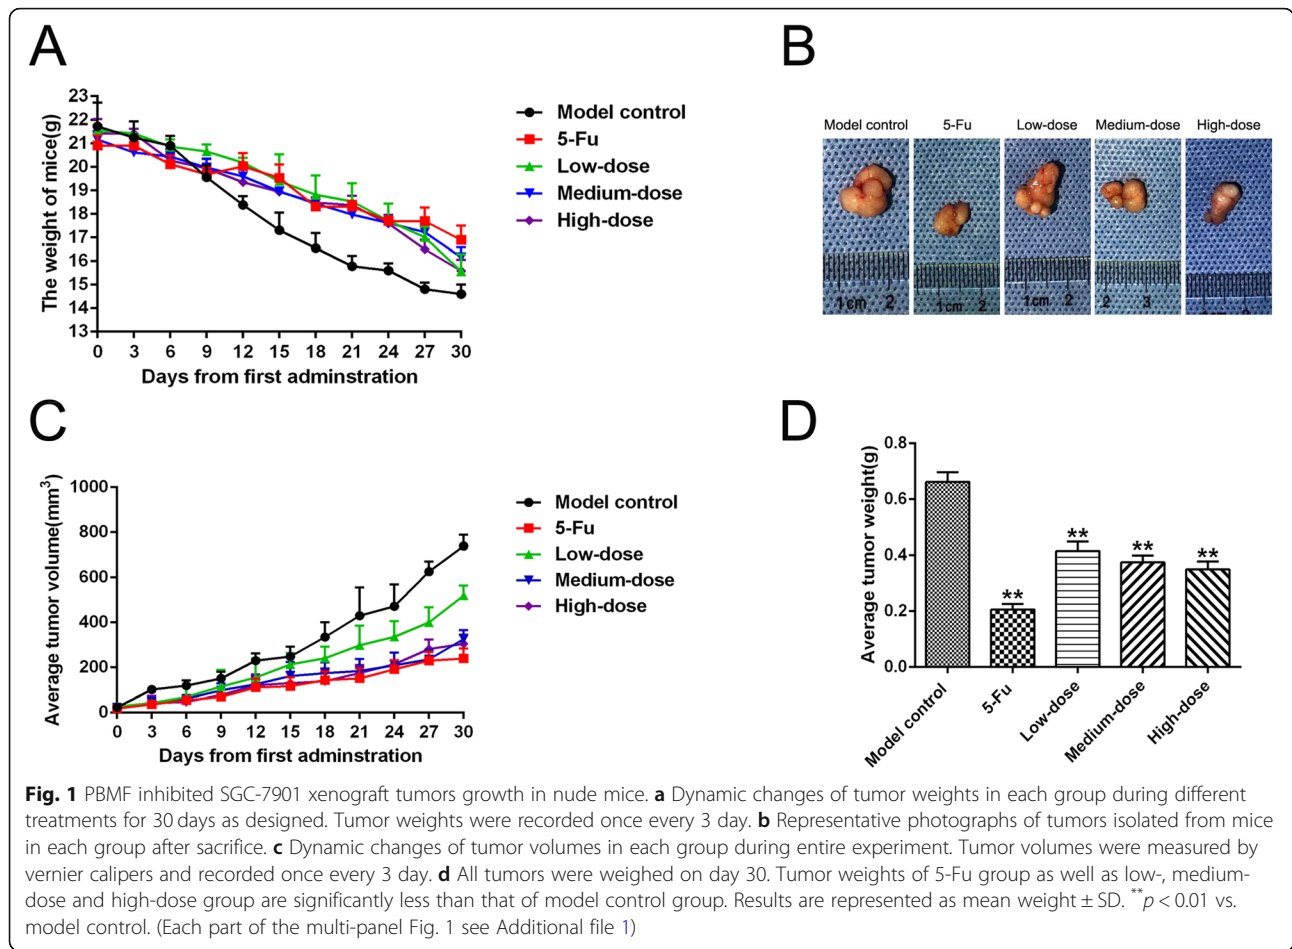 A
The weight of mice(g)
23
22
21
20
19
18
17
16
15
14
13
0 3 6 9 12 15 18 21 24 27 30
Days from first adminstration
Model control
5-Fu
Low-dose
Medium-dose
High-dose
B
Model control 5-Fu Low-dose Medium-dose High-dose
1 cm 2
1 cm 2
1 cm 2
2 3
C
Average tumor volume(mm³)
1000
800
600
400
200
0
0 3 6 9 12 15 18 21 24 27 30
Days from first adminstration
Model control
5-Fu
Low-dose
Medium-dose
High-dose
D
Average tumor weight(g)
0.8
0.6
0.4
0.2
0.0
** ** ** **
Model control 5-Fu Low-dose Medium-dose High-dose
Fig. 1 PBMF inhibited SGC-7901 xenograft tumors growth in nude mice. a Dynamic changes of tumor weights in each group during different
treatments for 30 days as designed. Tumor weights were recorded once every 3 day. b Representative photographs of tumors isolated from mice
in each group after sacrifice. c Dynamic changes of tumor volumes in each group during entire experiment. Tumor volumes were measured by
vernier calipers and recorded once every 3 day. d All tumors were weighed on day 30. Tumor weights of 5-Fu group as well as low-, medium-
dose and high-dose group are significantly less than that of model control group. Results are represented as mean weight ± SD. **p < 0.01 vs.
model control. (Each part of the multi-panel Fig. 1 see Additional file 1)